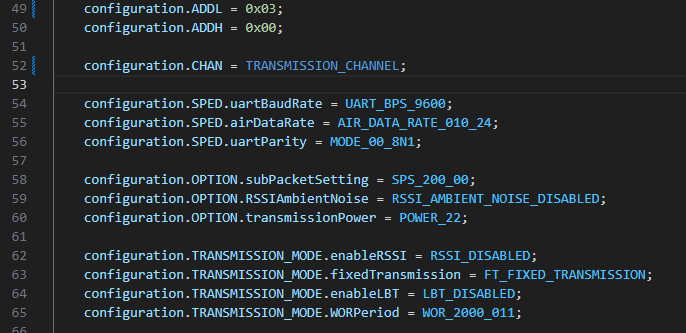 49 configuration.ADDL = 0x03;
50 configuration.ADDH = 0x00;
51
52 configuration.CHAN = TRANSMISSION_CHANNEL;
53
54 configuration.SPED.uartBaudRate = UART_BPS_9600;
55 configuration.SPED.airDataRate = AIR_DATA_RATE_010_24;
56 configuration.SPED.uartParity = MODE_00_8N1;
57
58 configuration.OPTION.subPacketSetting = SPS_200_00;
59 configuration.OPTION.RSSIAmbientNoise = RSSI_AMBIENT_NOISE_DISABLED;
60 configuration.OPTION.transmissionPower = POWER_22;
61
62 configuration.TRANSMISSION_MODE.enableRSSI = RSSI_DISABLED;
63 configuration.TRANSMISSION_MODE.fixedTransmission = FT_FIXED_TRANSMISSION;
64 configuration.TRANSMISSION_MODE.enableLBT = LBT_DISABLED;
65 configuration.TRANSMISSION_MODE.WORPeriod = WOR_2000_011;
66